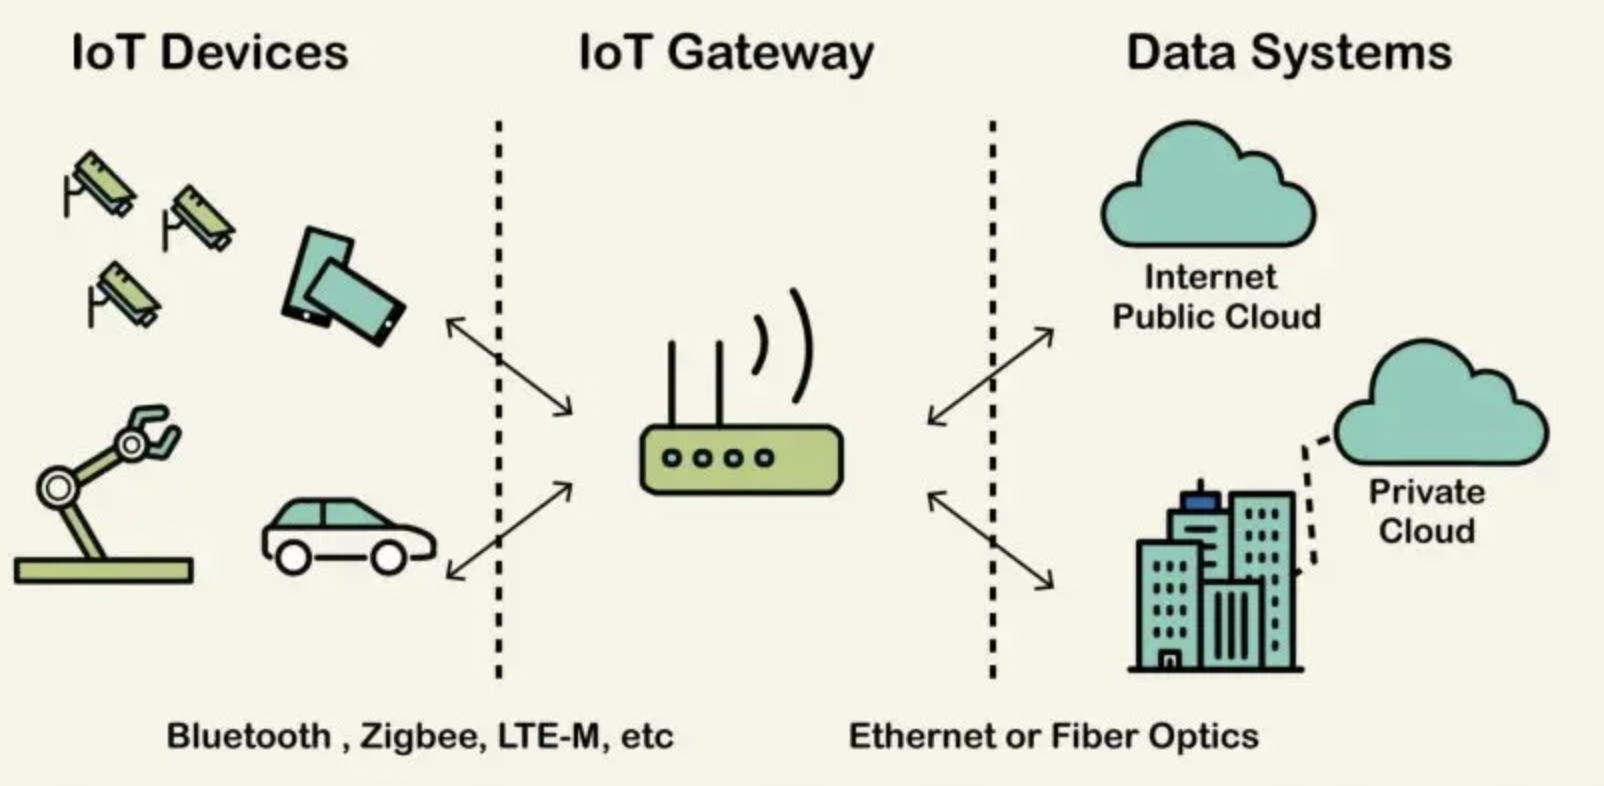 IoT Devices
IoT Gateway
Data Systems
Internet
Public Cloud
Private
Cloud
Bluetooth , Zigbee, LTE-M, etc
Ethernet or Fiber Optics